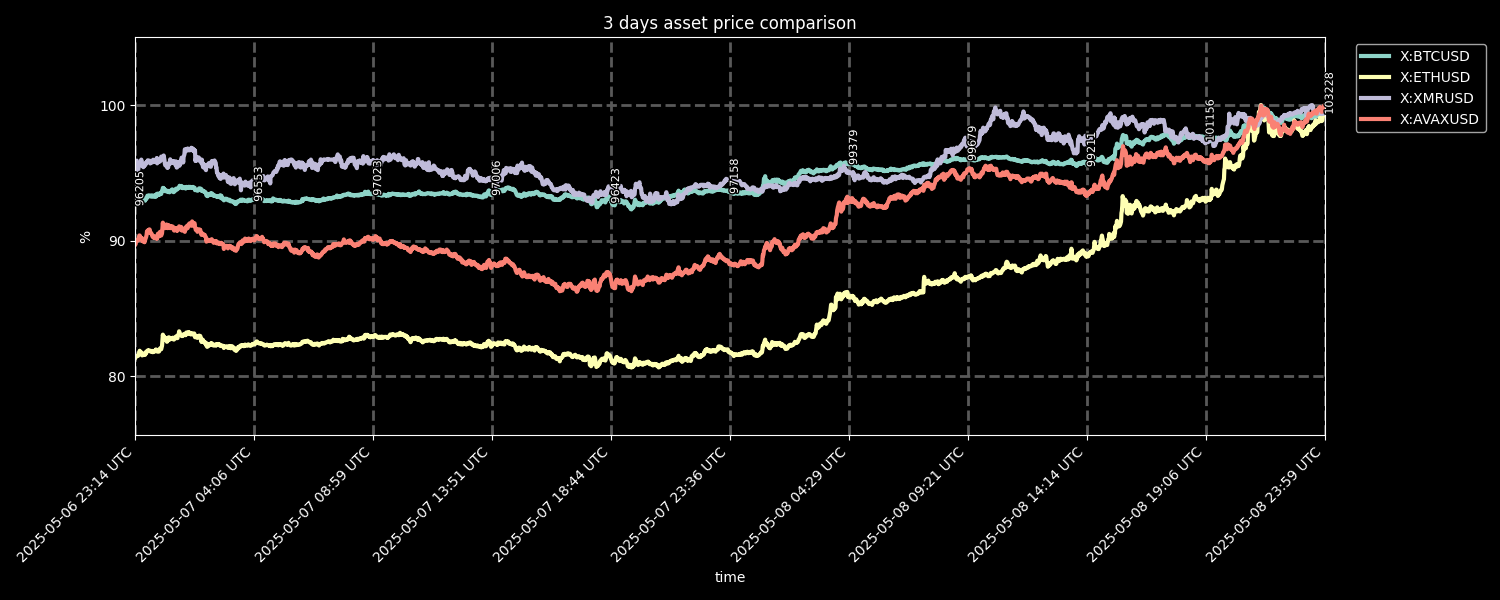 3 days asset price comparison
X:BTCUSD
X:ETHUSD
X:XMRUSD
X:AVAXUSD
100
90
80
%
96205
96553
97023
97006
96423
97158
99379
99679
99211
101156
103228
2025-05-06 23:14 UTC
2025-05-07 04:06 UTC
2025-05-07 08:59 UTC
2025-05-07 13:51 UTC
2025-05-07 18:44 UTC
2025-05-07 23:36 UTC
2025-05-08 04:29 UTC
2025-05-08 09:21 UTC
2025-05-08 14:14 UTC
2025-05-08 19:06 UTC
2025-05-08 23:59 UTC
time